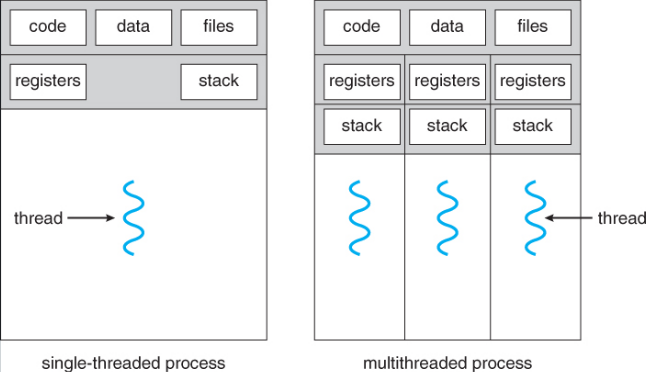 code data files
registers stack
thread
single-threaded process
code data files
registers registers registers
stack stack stack
thread
multithreaded process